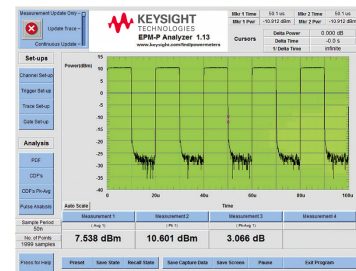 Measurement Update Only
Update Trace
Continuous Update
KEYSIGHT
TECHNOLOGIES
EPM-P Analyzer 1.13
www.keysight.com/find/powermeters
Cursors
Mkr 1 Time 50.1 us Mkr 2 Time 50.1 us
Mkr 1 Pwr -10.912 dBm Mkr 2 Pwr -10.912 dBm
Delta Power 0.000 dB
Delta Time -0.0 s
1/ Delta Time infinite
Set-ups
Channel Set-up
Trigger Set-up
Trace Set-up
Gate Set-up
Analysis
PDF
CDF's
CDF's Pk-Avg
Pulse Analysis
Sample Period
50n
No. of Points
1999 samples
Press for Help
Power(dBm)
15
10
5
0
-5
-10
-15
-20
-25
-30
-35
-40
0 20u 40u 60u 80u 100u
Auto Scale
Time
Measurement 1 Measurement 2 Measurement 3 Measurement 4
(Avg 1) (Pk 1) (Pk-Avg 1)
7.538 dBm 10.601 dBm 3.066 dB
Preset Save State Recall State Save Capture Data Save Screen Pause Exit Program